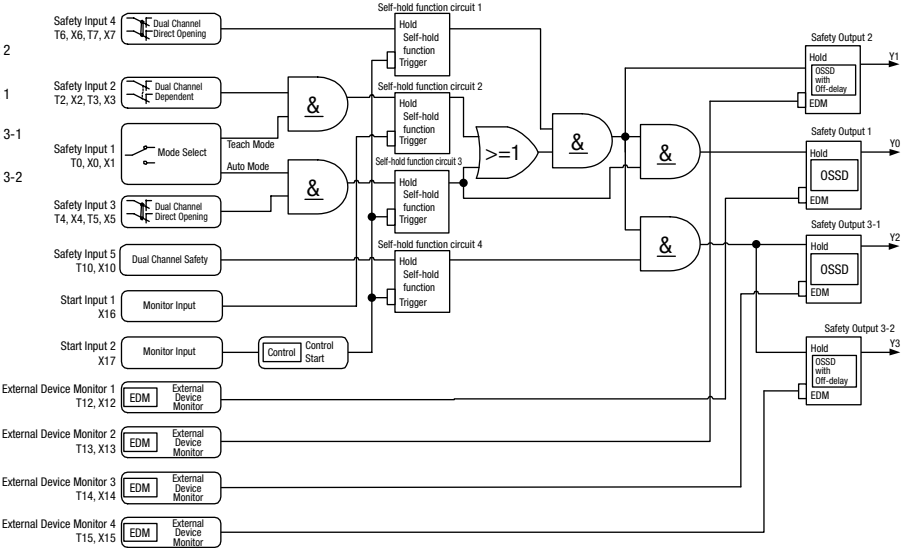 2
1
3-1
3-2
Safety Input 4
T6, X6, T7, X7
Dual Channel
Direct Opening
Safety Input 2
T2, X2, T3, X3
Dual Channel
Dependent
Safety Input 1
T0, X0, X1
Mode Select
Teach Mode
Auto Mode
Safety Input 3
T4, X4, T5, X5
Dual Channel
Direct Opening
Safety Input 5
T10, X10
Dual Channel Safety
Start Input 1
X16
Monitor Input
Start Input 2
X17
Monitor Input
Control
Control
Start
External Device Monitor 1
T12, X12
EDM
External
Device
Monitor
External Device Monitor 2
T13, X13
EDM
External
Device
Monitor
External Device Monitor 3
T14, X14
EDM
External
Device
Monitor
External Device Monitor 4
T15, X15
EDM
External
Device
Monitor
&
&
Self-hold function circuit 1
Hold
Self-hold
function
Trigger
Self-hold function circuit 2
Hold
Self-hold
function
Trigger
Self-hold function circuit 3
Hold
Self-hold
function
Trigger
Self-hold function circuit 4
Hold
Self-hold
function
Trigger
>=1
&
&
&
Safety Output 2
Hold
OSSD
with
Off-delay
EDM
Y1
Safety Output 1
Hold
OSSD
EDM
Y0
Safety Output 3-1
Hold
OSSD
EDM
Y2
Safety Output 3-2
Hold
OSSD
with
Off-delay
EDM
Y3